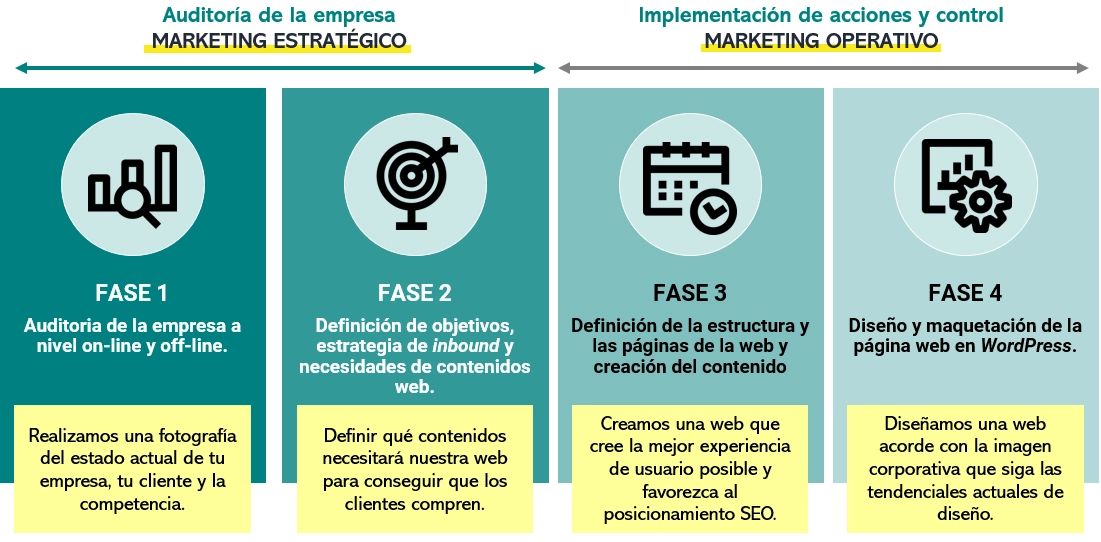 Auditoría de la empresa
MARKETING ESTRATÉGICO
Implementación de acciones y control
MARKETING OPERATIVO
FASE 1
Auditoria de la empresa a
nivel on-line y off-line.
Realizamos una fotografía
del estado actual de tu
empresa, tu cliente y la
competencia.
FASE 2
Definición de objetivos,
estrategia de inbound y
necesidades de contenidos
web.
Definir qué contenidos
necesitará nuestra web
para conseguir que los
clientes compren.
FASE 3
Definición de la estructura y
las páginas de la web y
creación del contenido
Creamos una web que
cree la mejor experiencia
de usuario posible y
favorezca al
posicionamiento SEO.
FASE 4
Diseño y maquetación de la
página web en WordPress.
Diseñamos una web
acorde con la imagen
corporativa que siga las
tendenciales actuales de
diseño.